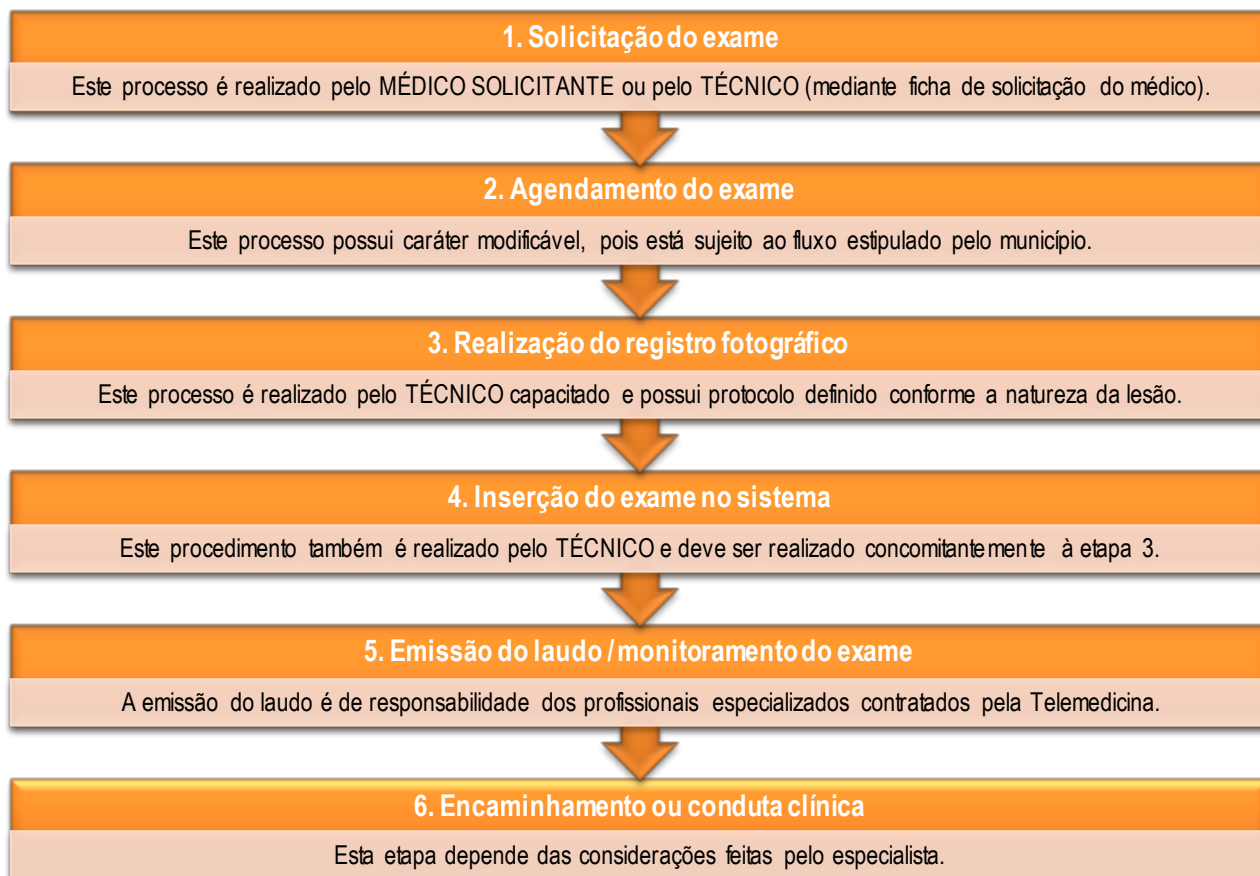 1. Solicitação do exame
Este processo é realizado pelo MÉDICO SOLICITANTE ou pelo TÉCNICO (mediante ficha de solicitação do médico).
2. Agendamento do exame
Este processo possui caráter modificável, pois está sujeito ao fluxo estipulado pelo município.
3. Realização do registro fotográfico
Este processo é realizado pelo TÉCNICO capacitado e possui protocolo definido conforme a natureza da lesão.
4. Inserção do exame no sistema
Este procedimento também é realizado pelo TÉCNICO e deve ser realizado concomitantemente à etapa 3.
5. Emissão do laudo / monitoramento do exame
A emissão do laudo é de responsabilidade dos profissionais especializados contratados pela Telemedicina.
6. Encaminhamento ou conduta clínica
Esta etapa depende das considerações feitas pelo especialista.